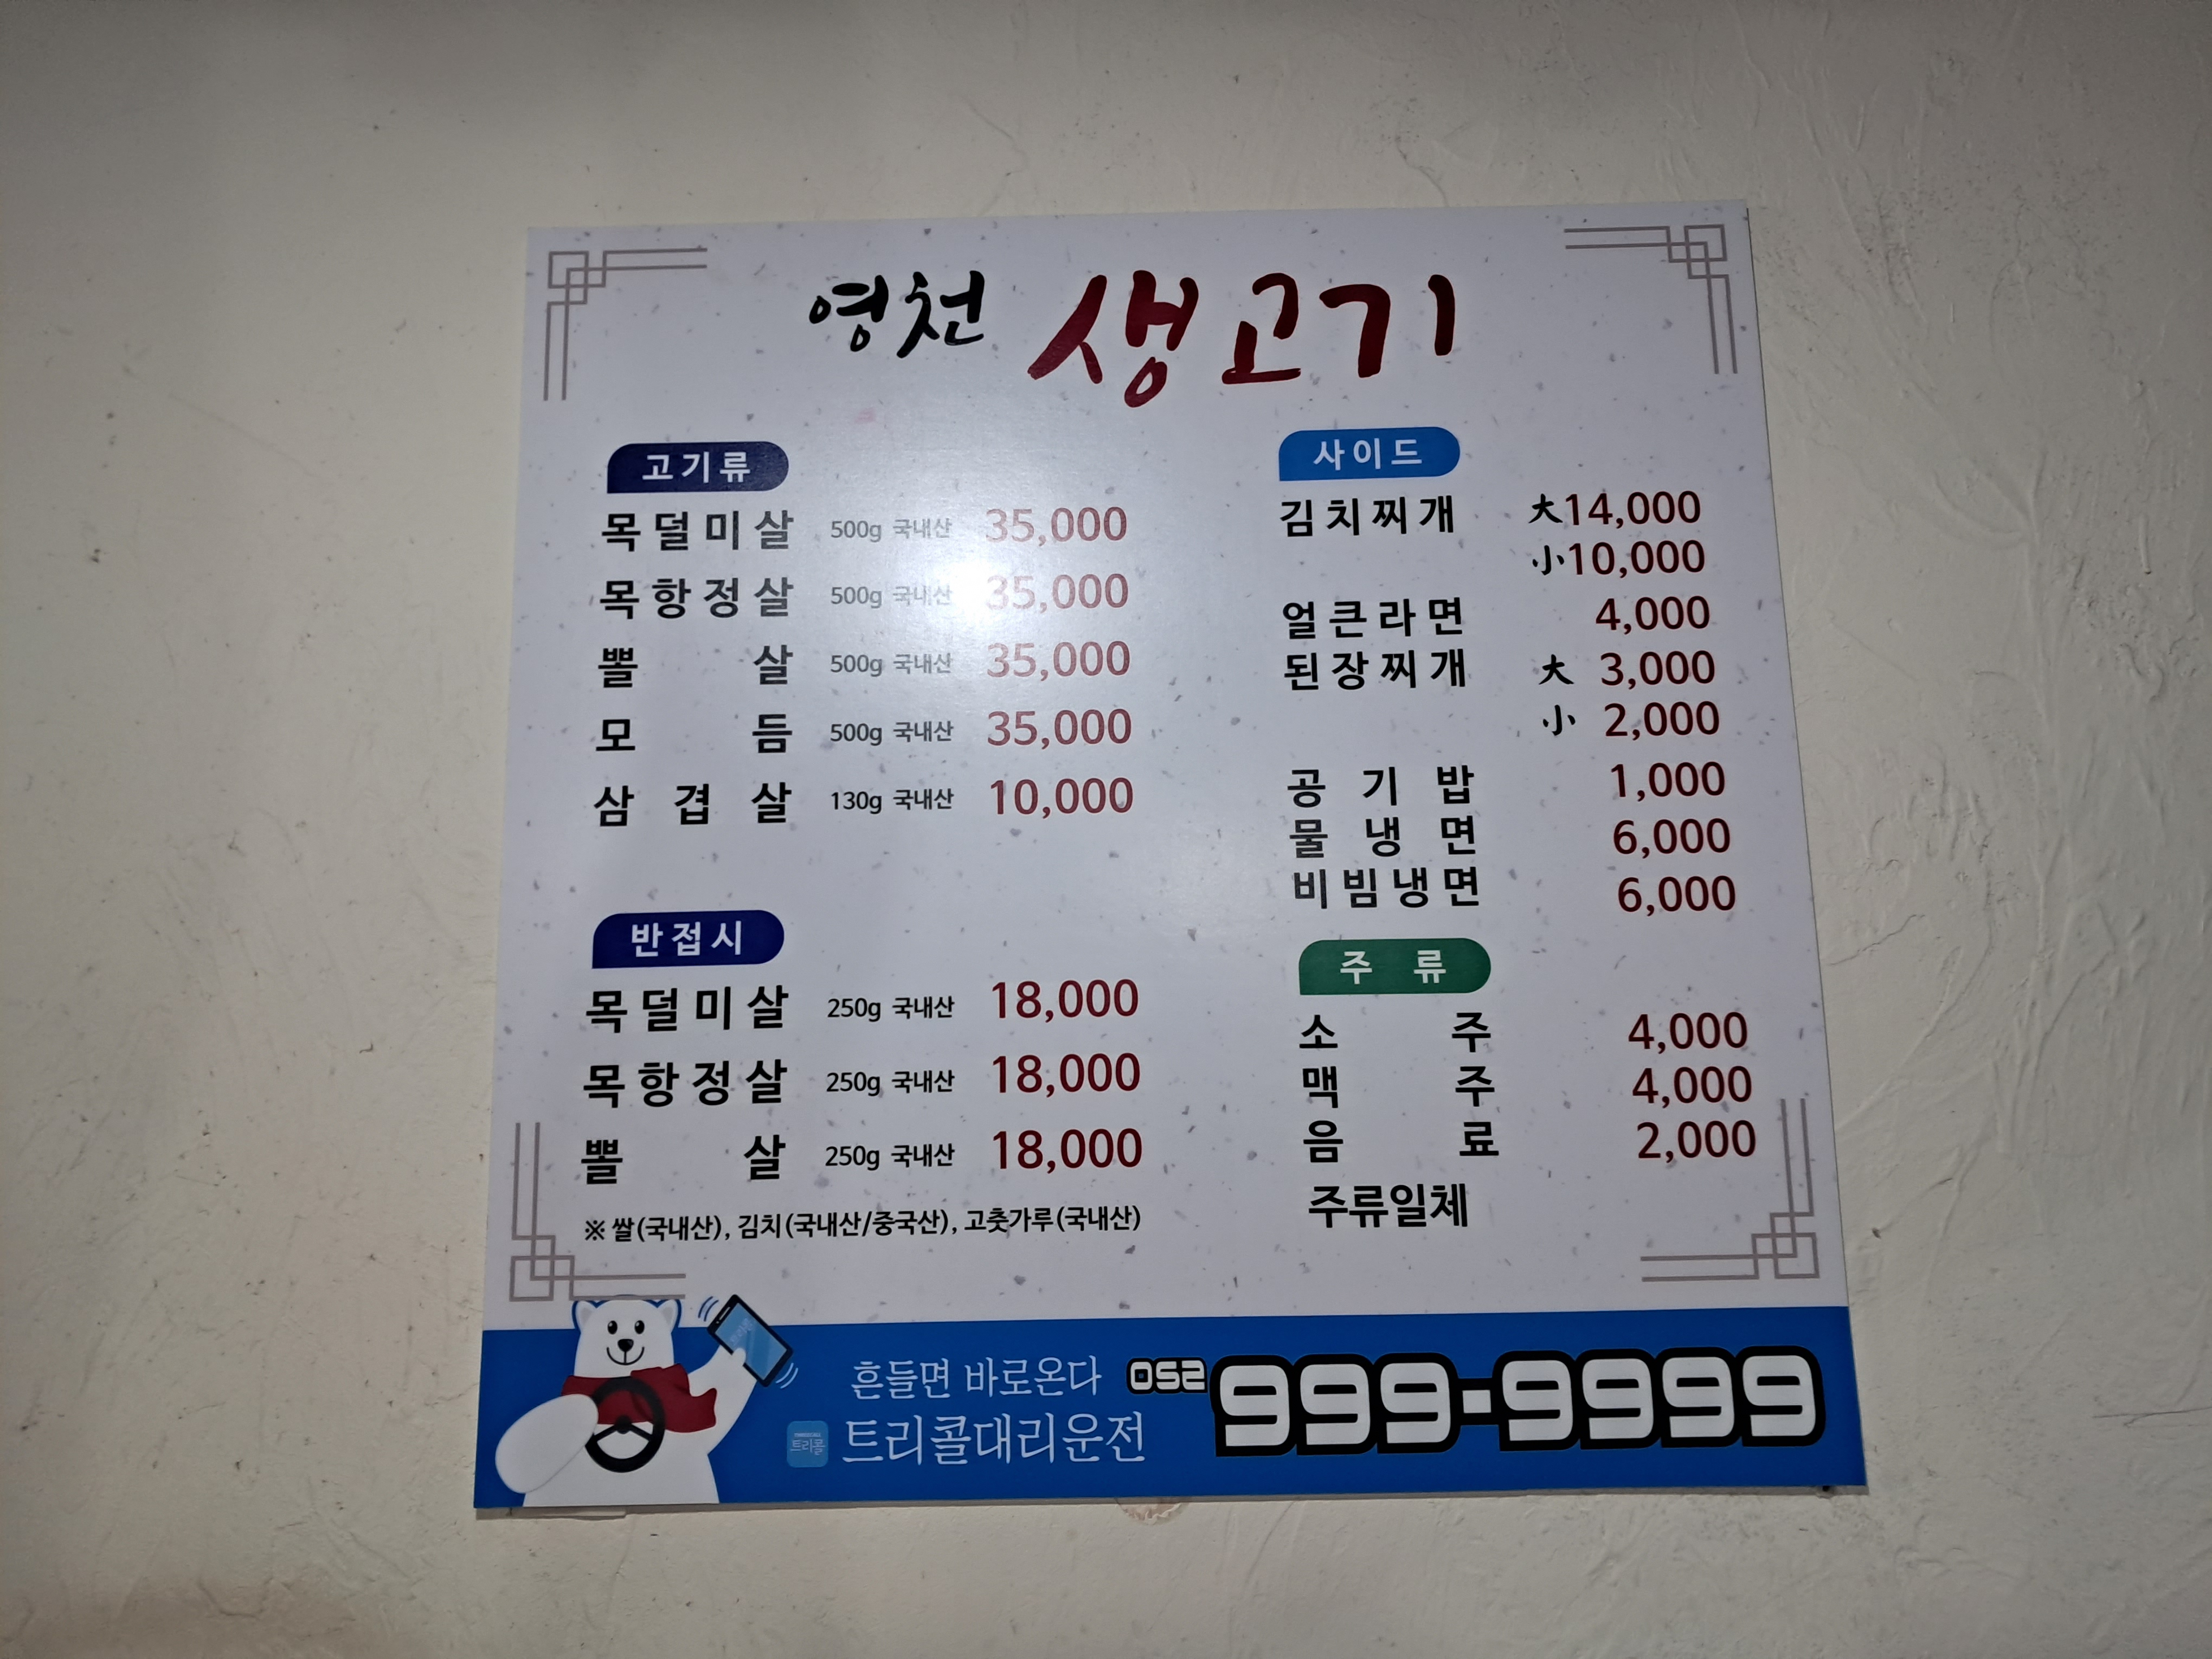 영천 생고기
고기류
목덜미살 500g 국내산 35,000
목항정살 500g 국내산 35,000
뽈살 500g 국내산 35,000
모듬 500g 국내산 35,000
삼겹살 130g 국내산 10,000
반접시
목덜미살 250g 국내산 18,000
목항정살 250g 국내산 18,000
뽈살 250g 국내산 18,000
※ 쌀(국내산), 김치(국내산/중국산), 고춧가루(국내산)
사이드
김치찌개 大14,000
小10,000
얼큰라면 4,000
된장찌개 大 3,000
小 2,000
공기밥 1,000
물냉면 6,000
비빔냉면 6,000
주류
소주 4,000
맥주 4,000
음료 2,000
주류일체
흔들면 바로온다
트리콜 트리콜대리운전
052 999-9999